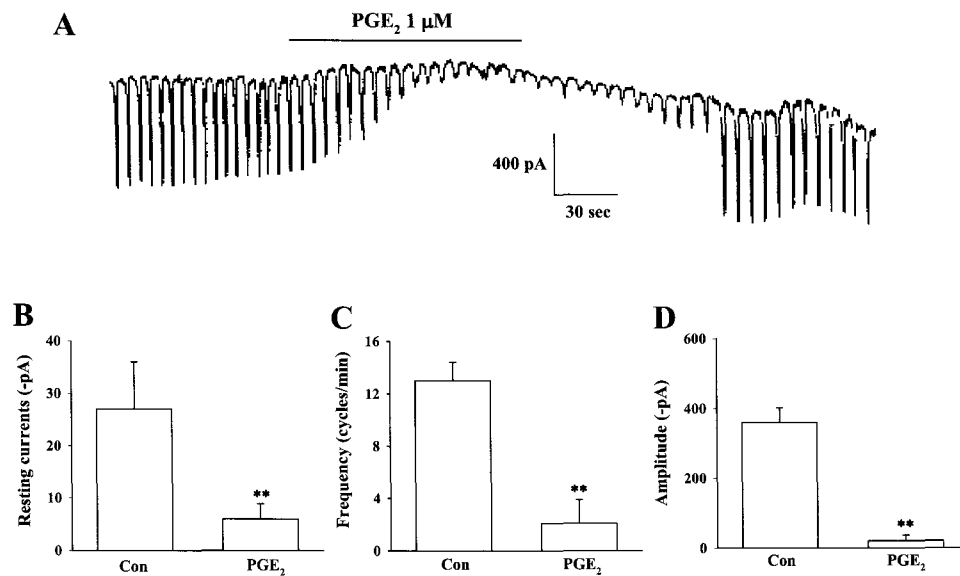 A
PGE₂ 1 µM
400 pA
30 sec
B
Resting currents (-pA)
40
30
20
10
0
**
Con
PGE₂
C
Frequency (cycles/min)
16
12
8
4
0
**
Con
PGE₂
D
Amplitude (-pA)
600
400
200
0
**
Con
PGE₂